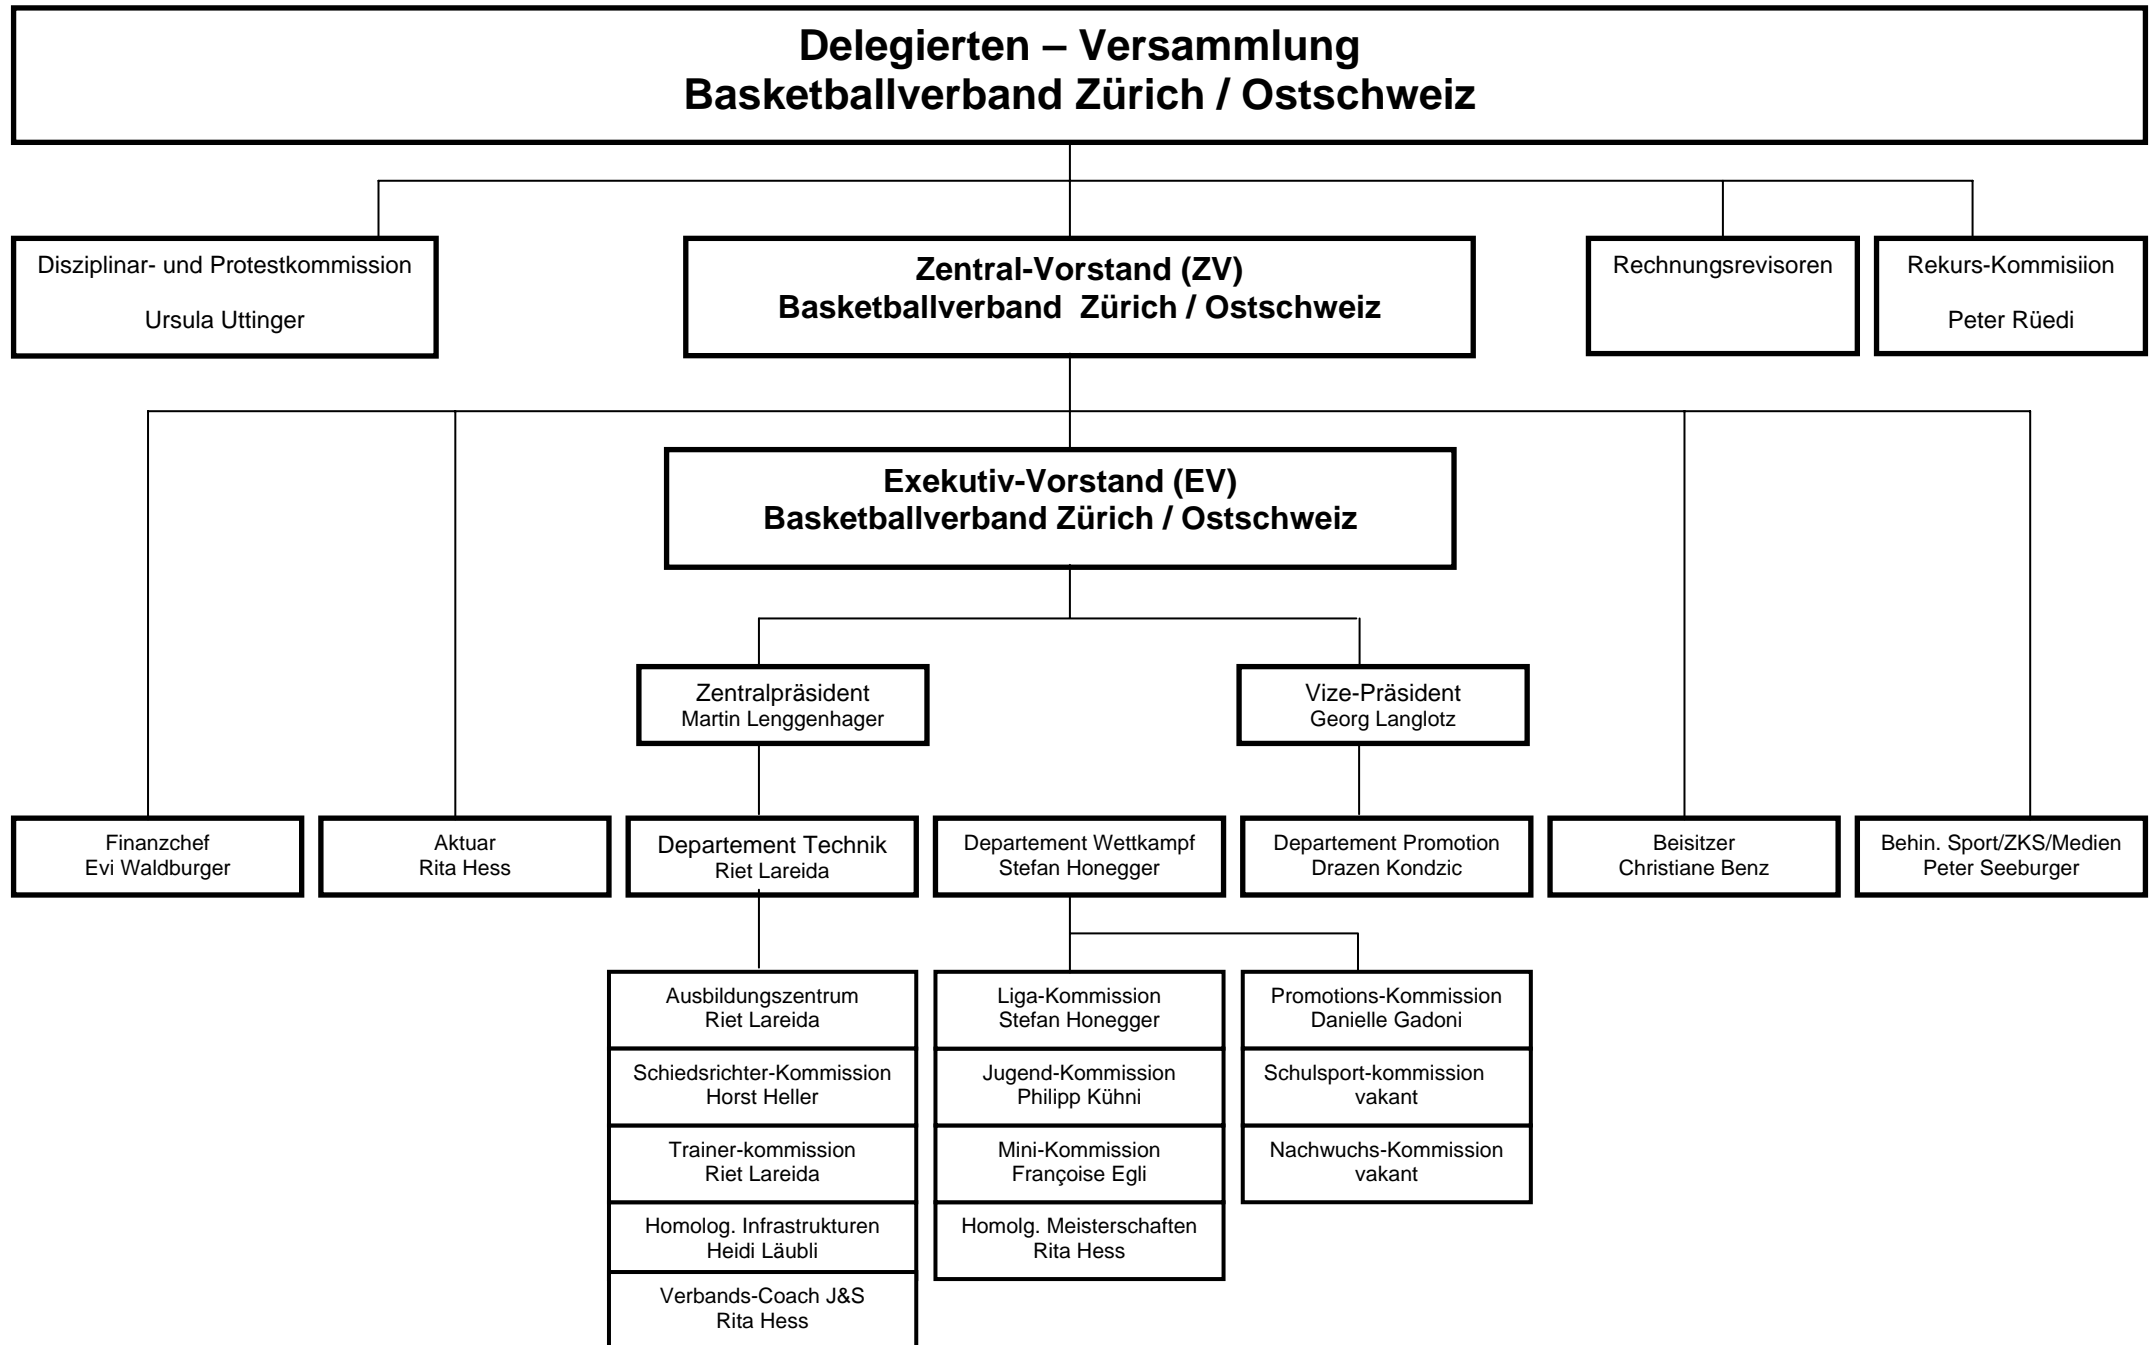 Delegierten – Versammlung
Basketballverband Zürich / Ostschweiz
Disziplinar- und Protestkommission
Ursula Uttinger
Zentral-Vorstand (ZV)
Basketballverband Zürich / Ostschweiz
Rechnungsrevisoren
Rekurs-Kommisiion
Peter Rüedi
Exekutiv-Vorstand (EV)
Basketballverband Zürich / Ostschweiz
Zentralpräsident
Martin Lenggenhager
Vize-Präsident
Georg Langlotz
Finanzchef
Evi Waldburger
Aktuar
Rita Hess
Departement Technik
Riet Lareida
Departement Wettkampf
Stefan Honegger
Departement Promotion
Drazen Kondzic
Beisitzer
Christiane Benz
Behin. Sport/ZKS/Medien
Peter Seeburger
Ausbildungszentrum
Riet Lareida
Schiedsrichter-Kommission
Horst Heller
Trainer-kommission
Riet Lareida
Homolog. Infrastrukturen
Heidi Läubli
Verbands-Coach J&S
Rita Hess
Liga-Kommission
Stefan Honegger
Jugend-Kommission
Philipp Kühni
Mini-Kommission
Françoise Egli
Homolg. Meisterschaften
Rita Hess
Promotions-Kommission
Danielle Gadoni
Schulsport-kommission
vakant
Nachwuchs-Kommission
vakant